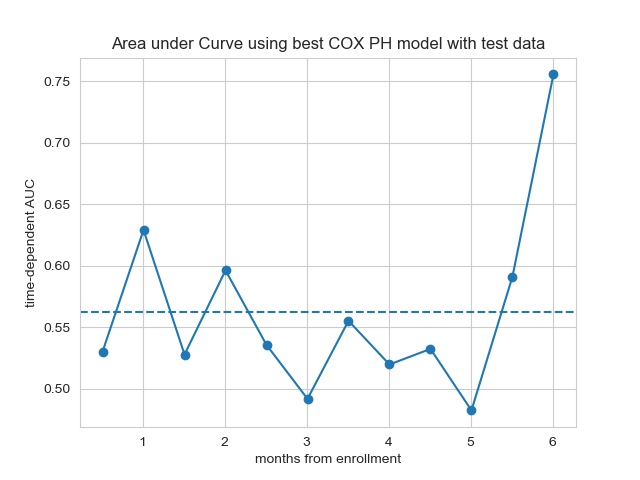 Area under Curve using best COX PH model with test data
time-dependent AUC
0.75
0.70
0.65
0.60
0.55
0.50
1 2 3 4 5 6
months from enrollment